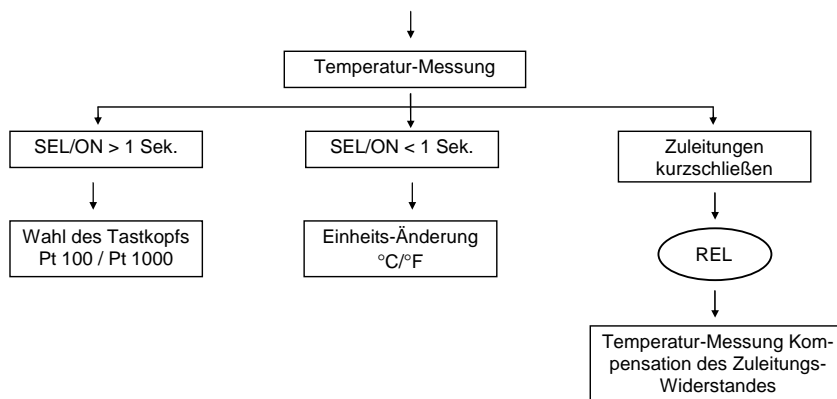 Temperatur-Messung
SEL/ON > 1 Sek.
SEL/ON < 1 Sek.
Zuleitungen
kurzschließen
Wahl des Tastkopfs
Pt 100 / Pt 1000
Einheits-Änderung
°C/°F
REL
Temperatur-Messung Kom-
pensation des Zuleitungs-
Widerstandes